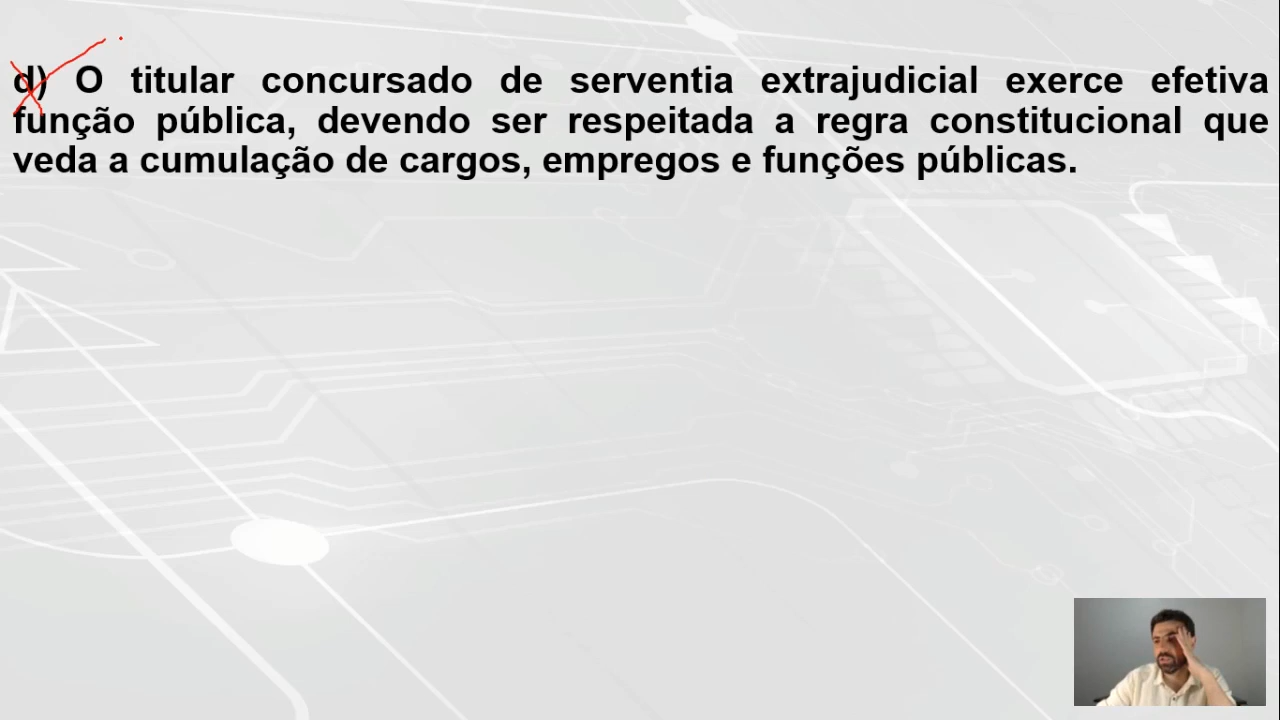 d) O titular concursado de serventia extrajudicial exerce efetiva
função pública, devendo ser respeitada a regra constitucional que
veda a cumulação de cargos, empregos e funções públicas.